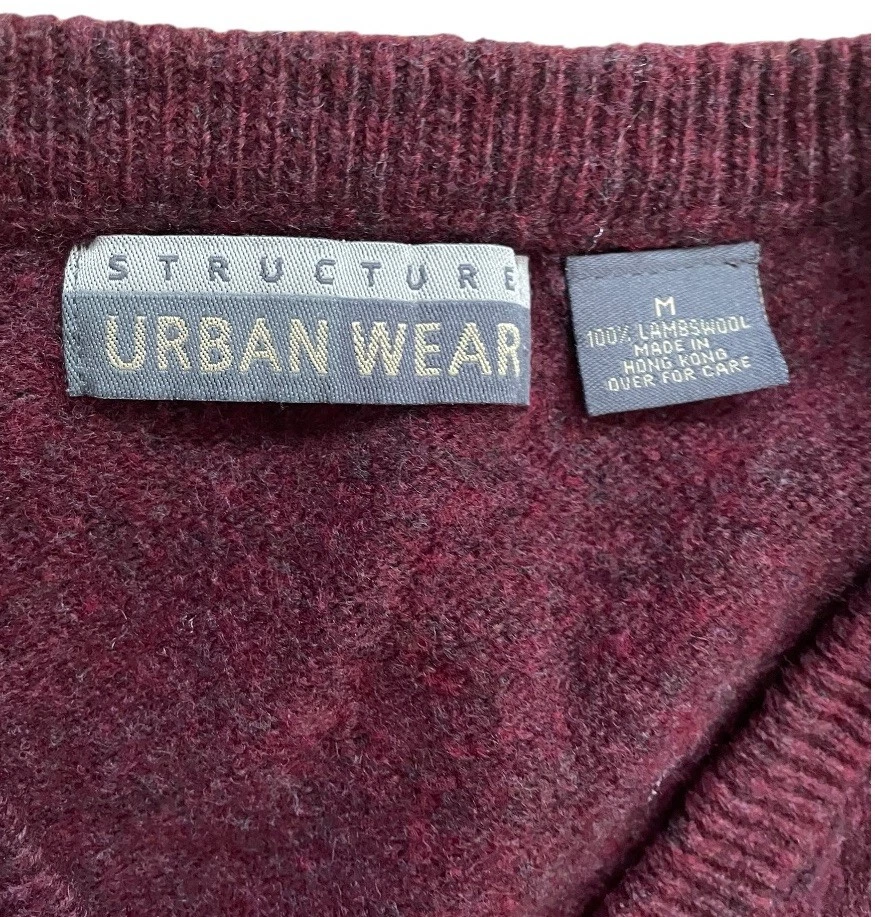 STRUCTURE
URBAN WEAR
M
100% LAMBSWOOL
MADE IN
HONG KONG
OVER FOR CARE